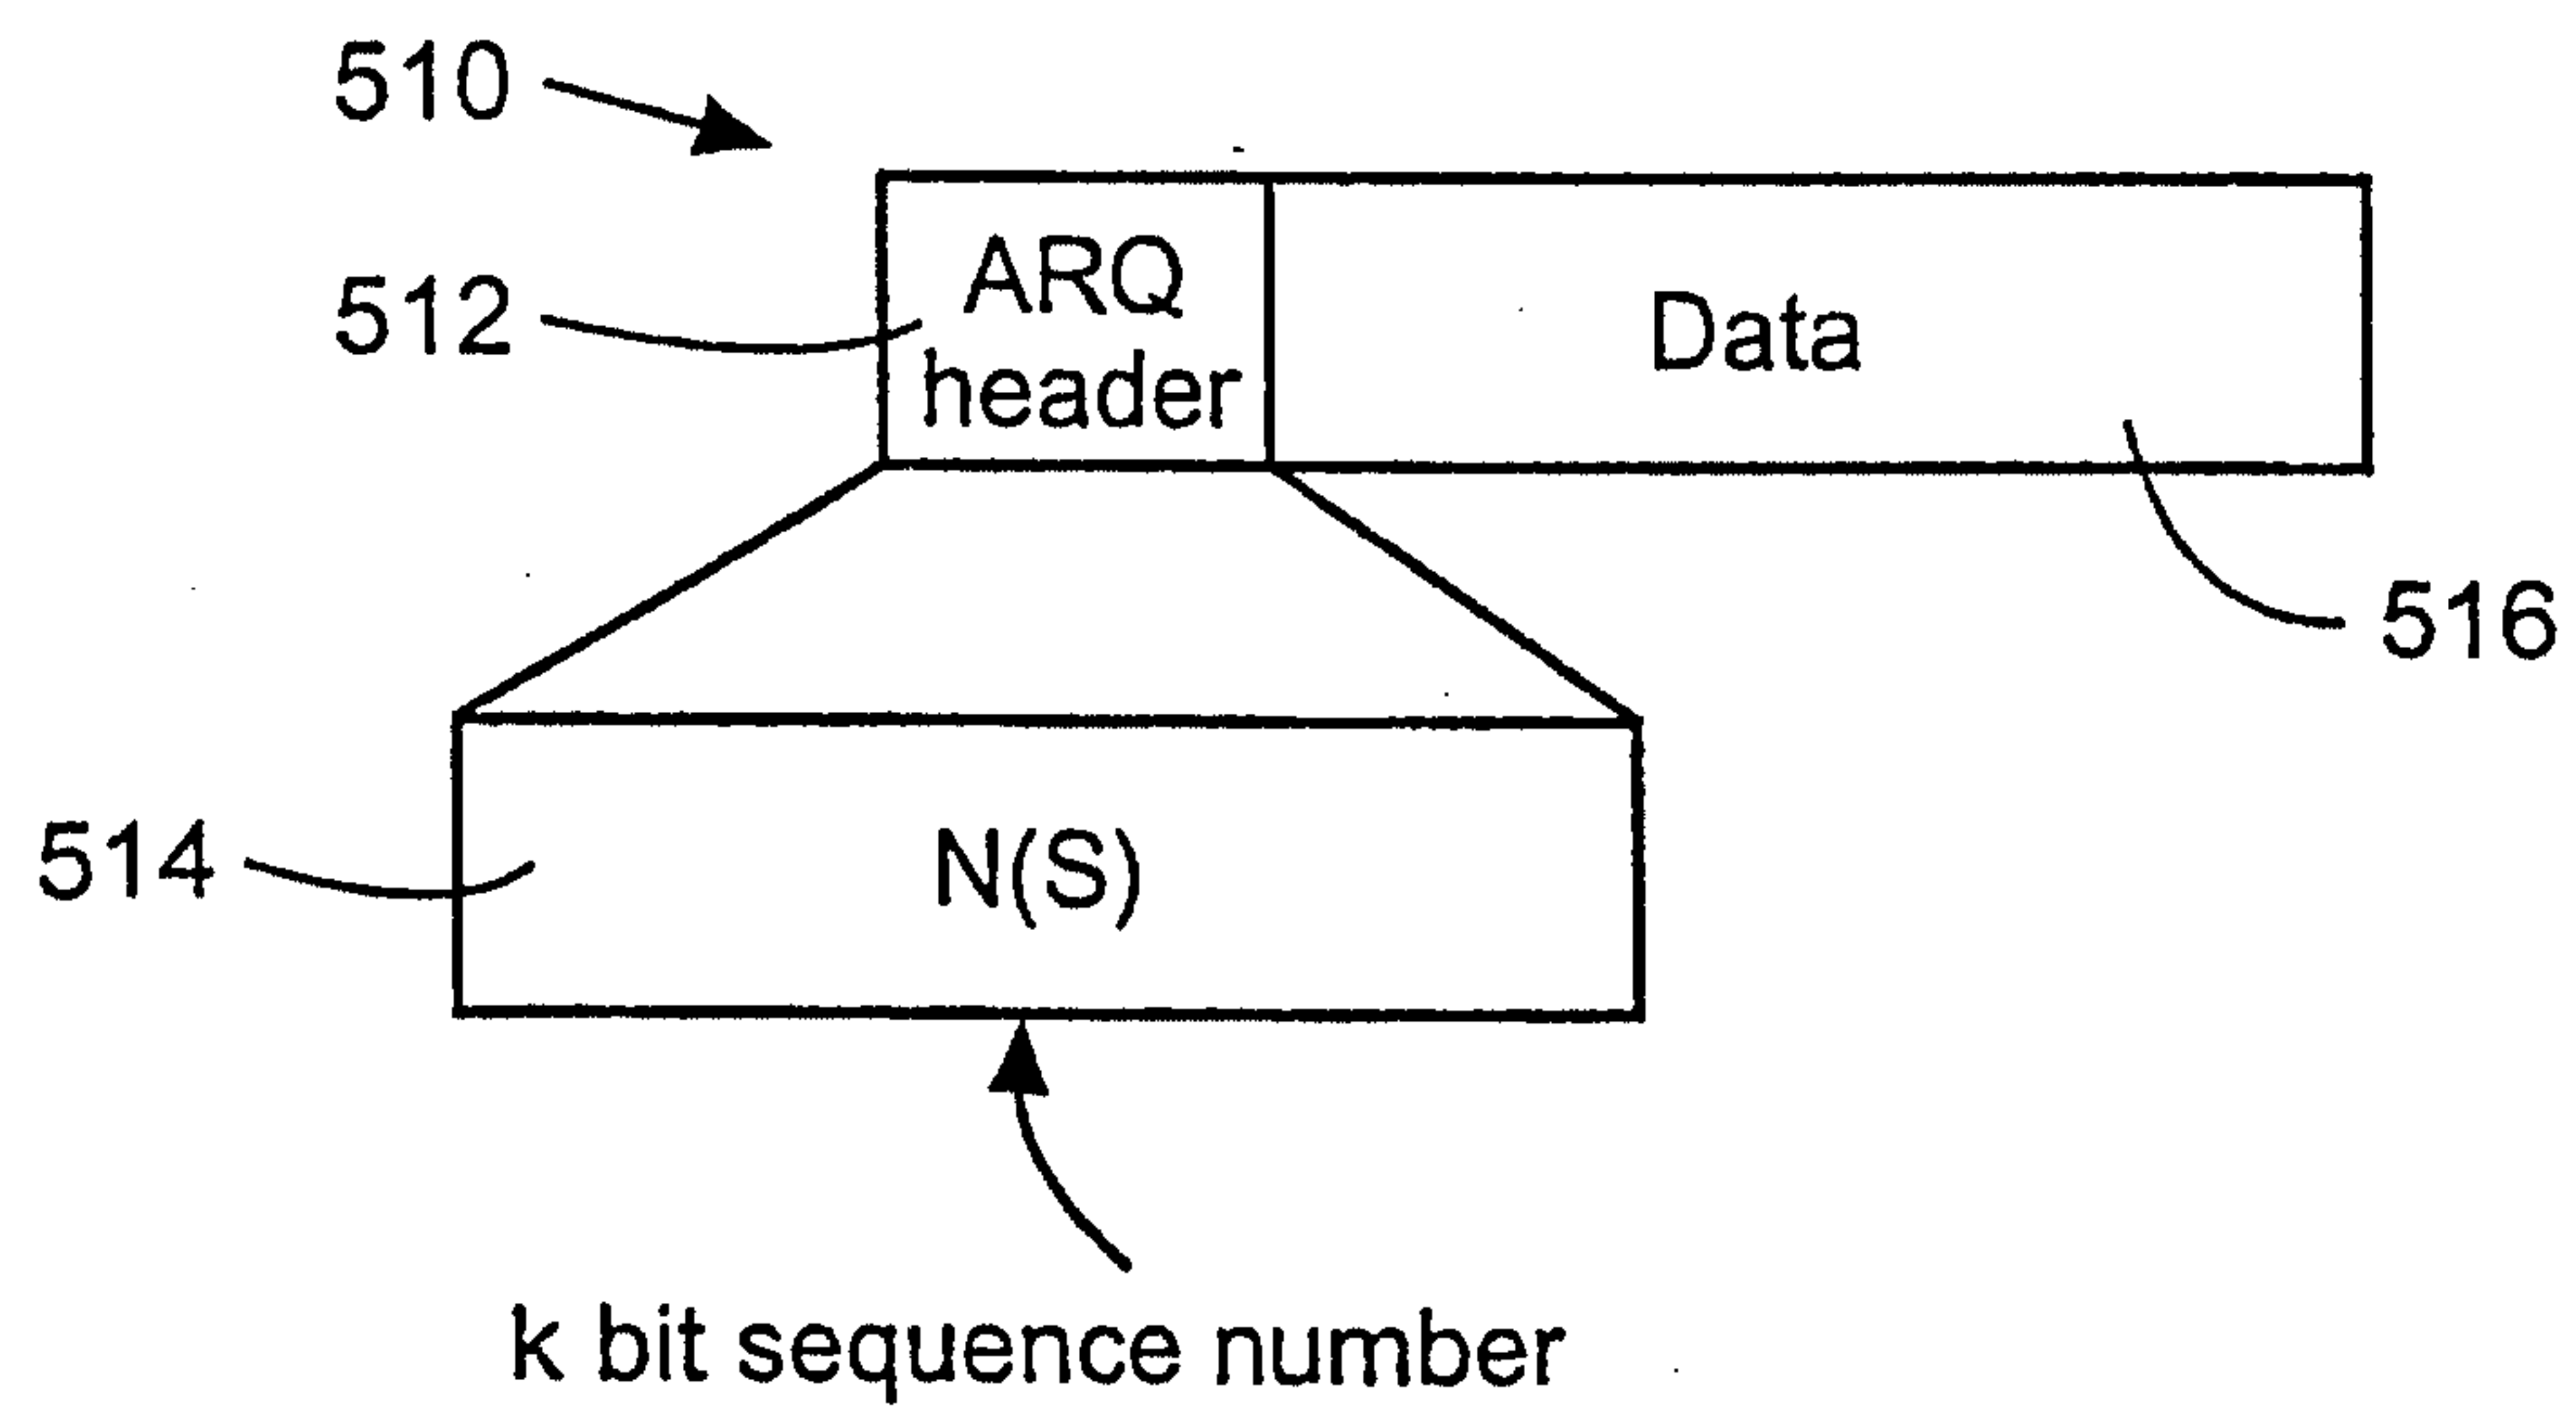 510
512
ARQ
header
Data
516
514
N(S)
k bit sequence number